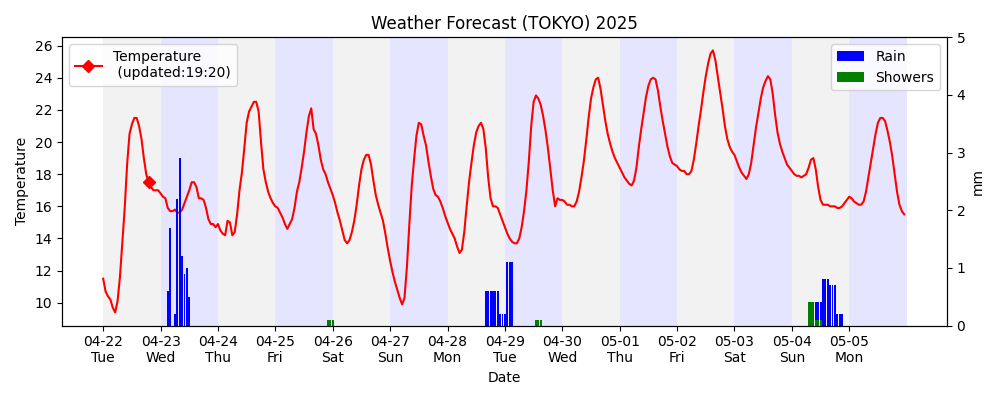 Weather Forecast (TOKYO) 2025
Temperature
(updated:19:20)
Rain
Showers
Temperature
26
24
22
20
18
16
14
12
10
5
4
3
2
1
0
mm
04-22 04-23 04-24 04-25 04-26 04-27 04-28 04-29 04-30 05-01 05-02 05-03 05-04 05-05
Tue Wed Thu Fri Sat Sun Mon Tue Wed Thu Fri Sat Sun Mon
Date